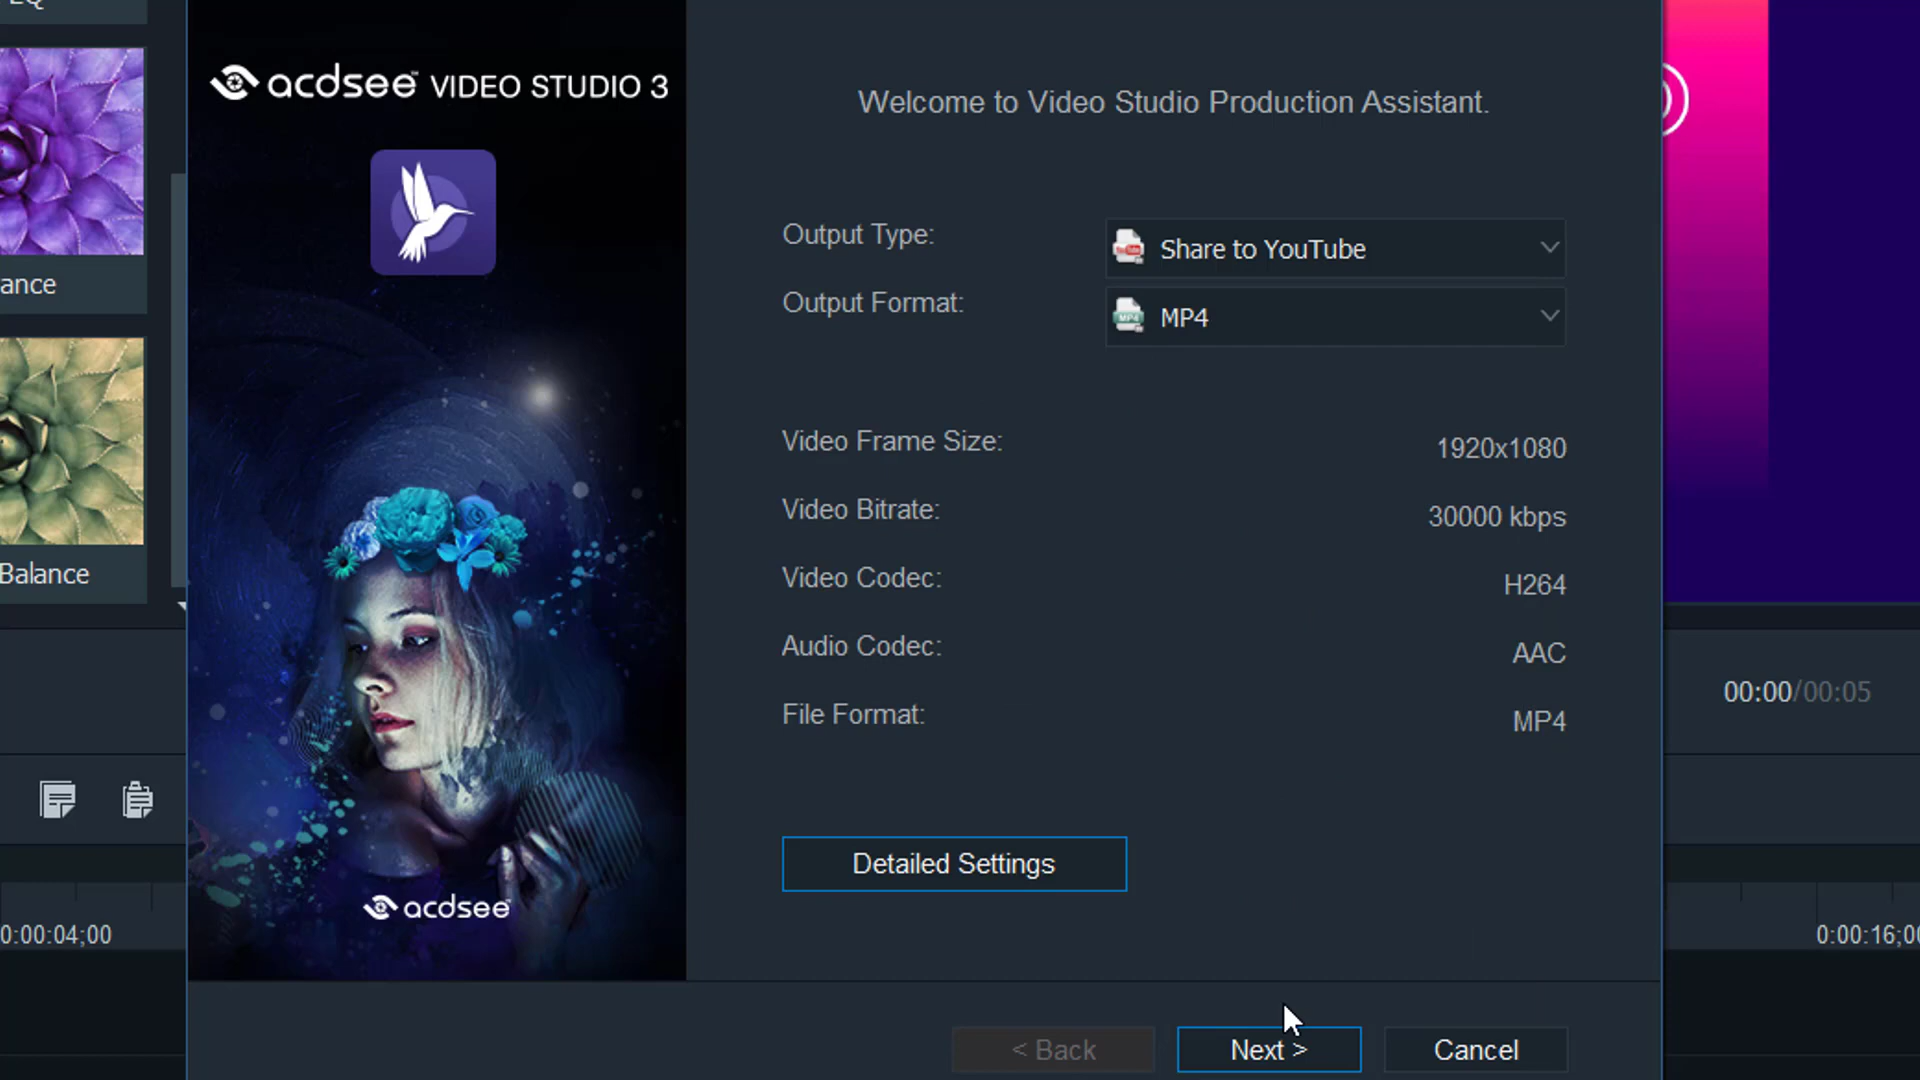 EQ
acdsee™ VIDEO STUDIO 3
Welcome to Video Studio Production Assistant.
Output Type:
Share to YouTube
Output Format:
MP4
Video Frame Size:
1920x1080
Video Bitrate:
30000 kbps
Video Codec:
H264
Audio Codec:
AAC
File Format:
MP4
Detailed Settings
acdsee
< Back
Next >
Cancel
ance
Balance
00:00/00:05
0:00:04;00
0:00:16;00